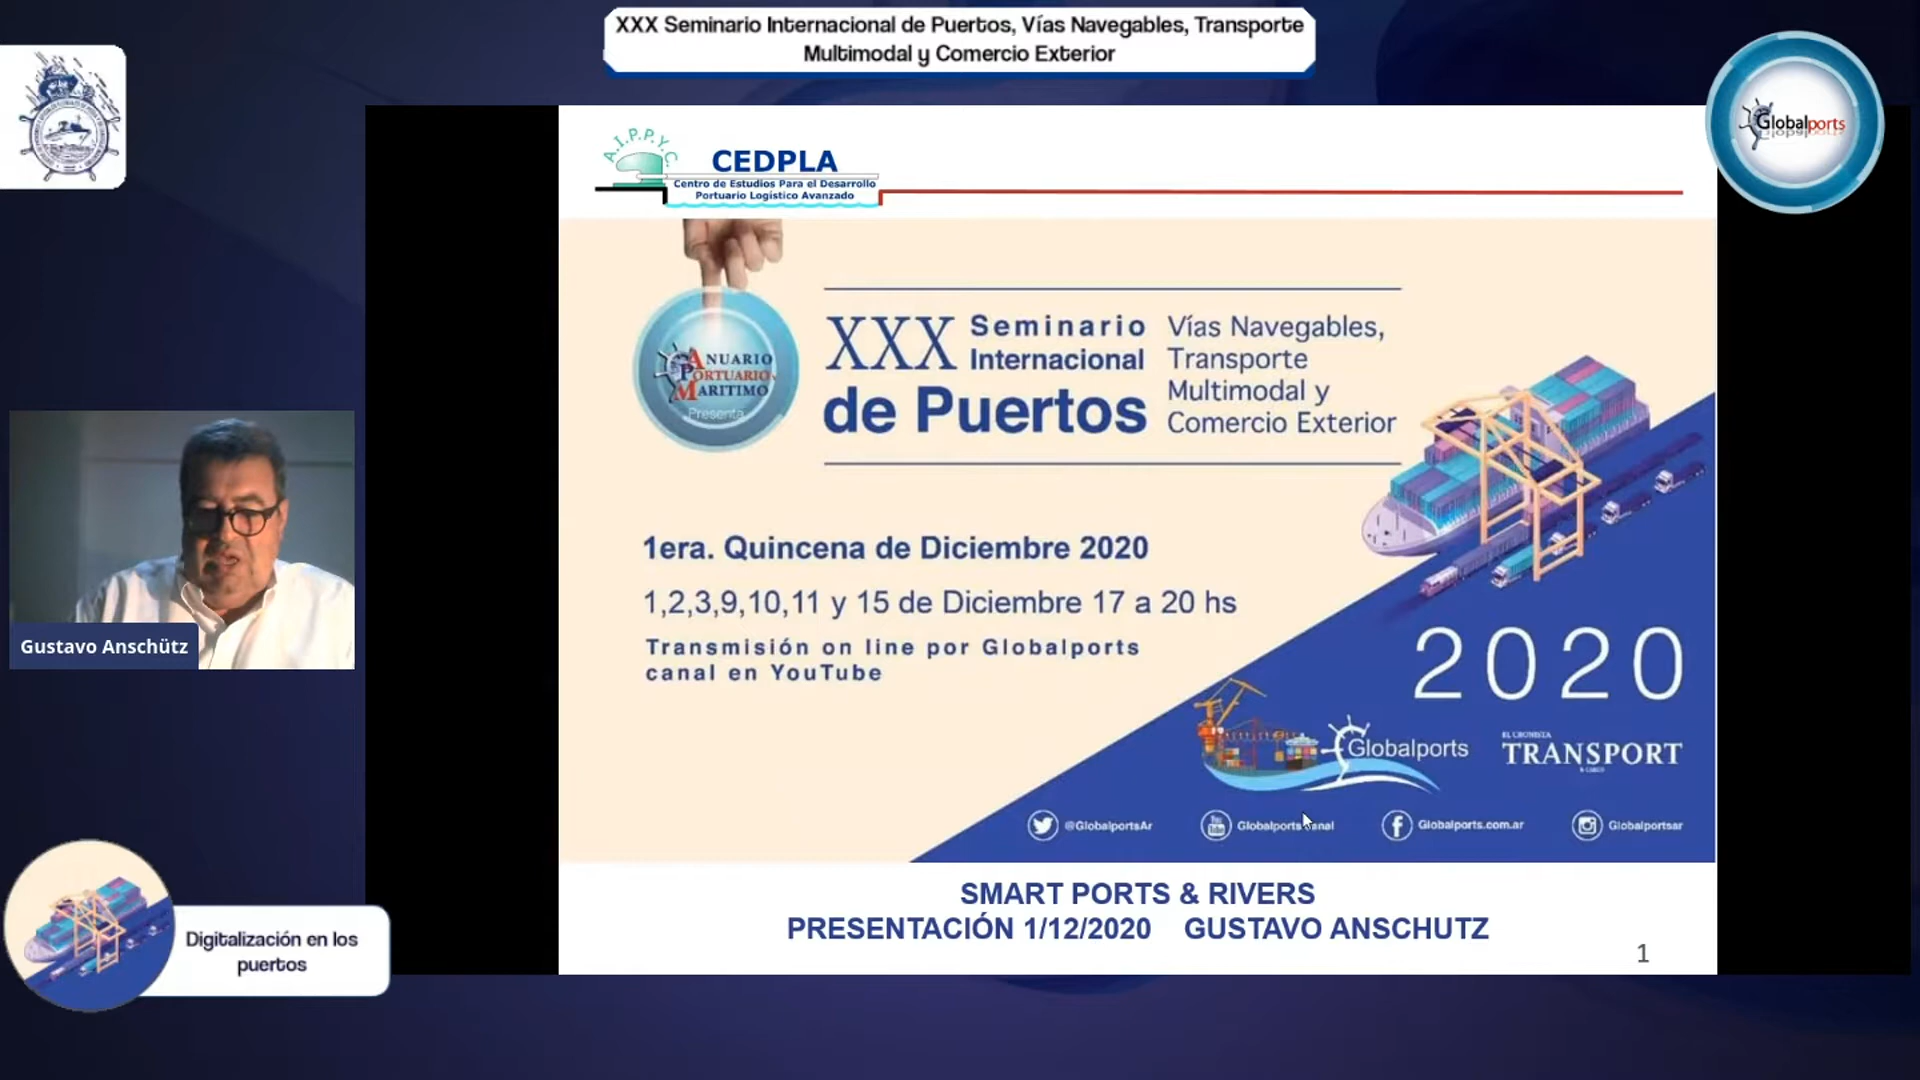 XXX Seminario Internacional de Puertos, Vías Navegables, Transporte
Multimodal y Comercio Exterior
Globalports
A.I.P.P.Y.C.
CEDPLA
Centro de Estudios Para el Desarrollo
Portuario Logístico Avanzado
ANUARIO
PORTUARIO Y
MARITIMO
Presenta
XXX Seminario
Internacional
de Puertos
Vías Navegables,
Transporte
Multimodal y
Comercio Exterior
1era. Quincena de Diciembre 2020
1,2,3,9,10,11 y 15 de Diciembre 17 a 20 hs
Transmisión on line por Globalports
canal en YouTube
Gustavo Anschütz
2020
Globalports
EL CRONISTA
TRANSPORT
& CARGO
@GlobalportsAr
Globalports.com.ar
Globalportsar
SMART PORTS & RIVERS
PRESENTACIÓN 1/12/2020 GUSTAVO ANSCHUTZ
1
Digitalización en los
puertos